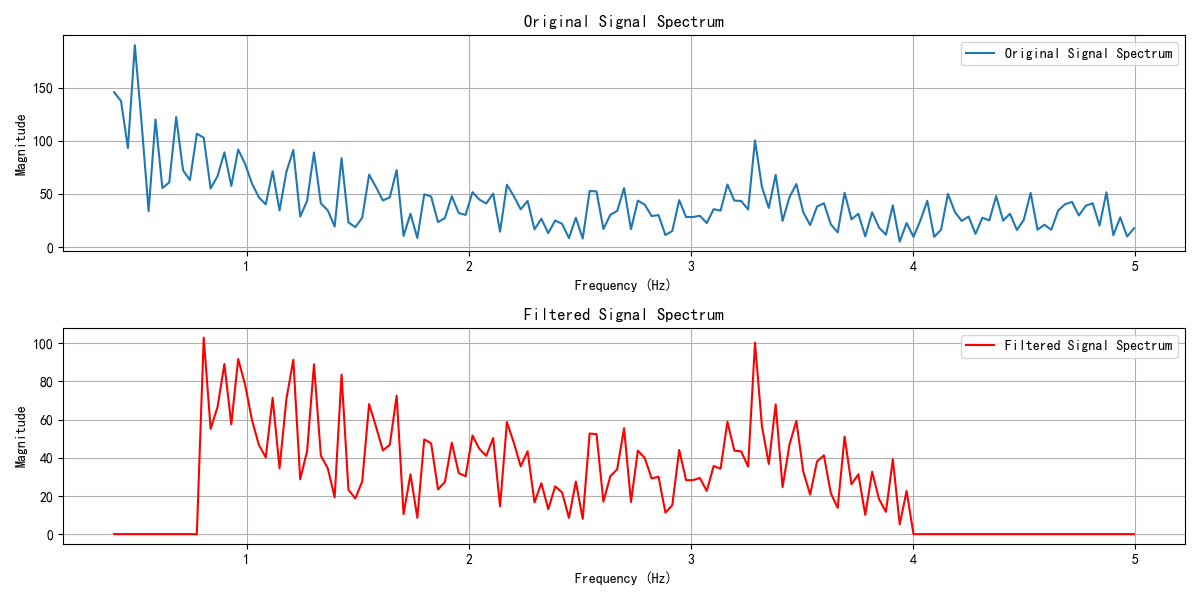 Original Signal Spectrum
Original Signal Spectrum
Magnitude
150
100
50
0
1 2 3 4 5
Frequency (Hz)
Filtered Signal Spectrum
Filtered Signal Spectrum
Magnitude
100
80
60
40
20
0
1 2 3 4 5
Frequency (Hz)